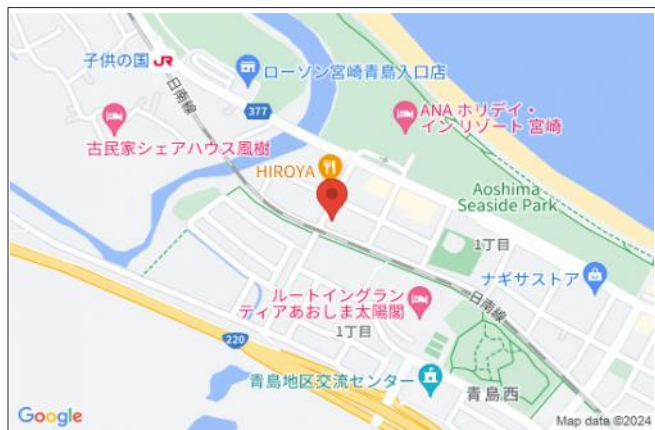 子供の国
JR
日南線
ローソン宮崎青島入口店
377
ANA ホリデイ・
イン リゾート 宮崎
古民家シェアハウス風樹
HIROYA
Aoshima
Seaside Park
1丁目
ナギサストア
ルートイングラン
ティアあおしま太陽閣
日南線
1丁目
220
青島地区交流センター
青島西
Google
Map data ©2024